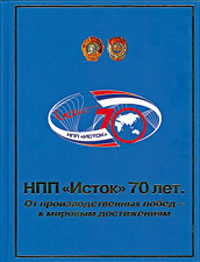 70
НПП «ИСТОК»
НПП «Исток» 70 лет.
От производственных побед –
к мировым достижениям